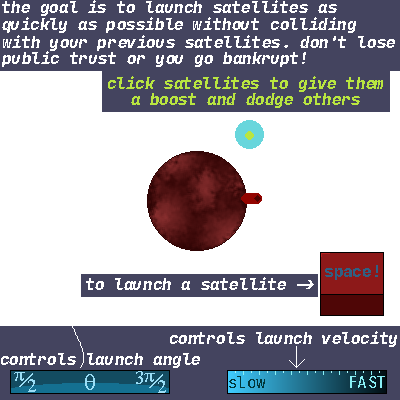 the goal is to launch satellites as
quickly as possible without colliding
with your previous satellites. don't lose
public trust or you go bankrupt!
click satellites to give them
a boost and dodge others
space!
to launch a satellite →
controls launch velocity
controls launch angle
π/2 θ 3π/2
slow FAST